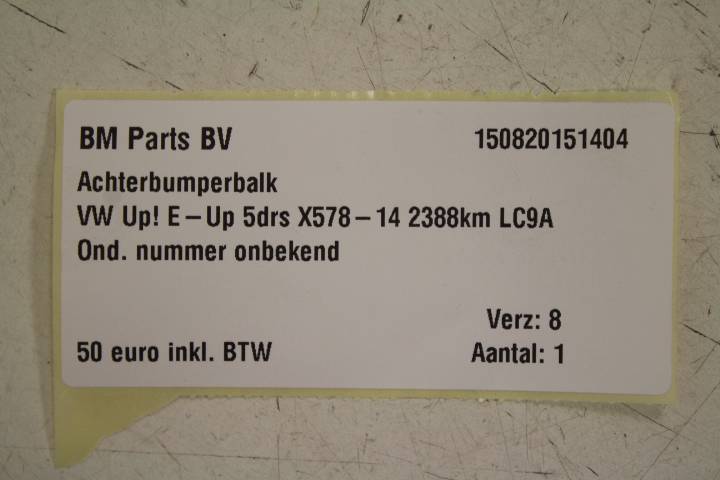 BM Parts BV 150820151404
Achterbumperbalk
VW Up! E-Up 5drs X578-14 2388km LC9A
Ond. nummer onbekend
Verz: 8
50 euro inkl. BTW Aantal: 1